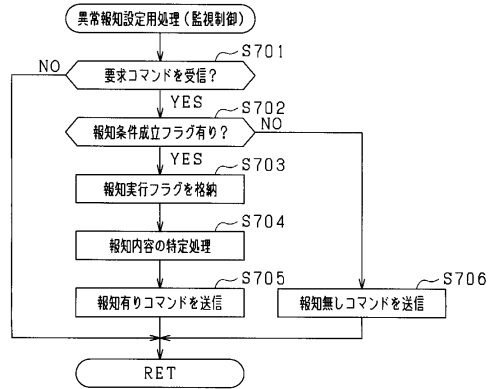 異常報知設定用処理(監視制御)
S701
NO
要求コマンドを受信?
YES
S702
報知条件成立フラグ有り?
NO
YES
S703
報知実行フラグを格納
S704
報知内容の特定処理
S705
S706
報知有りコマンドを送信
報知無しコマンドを送信
RET